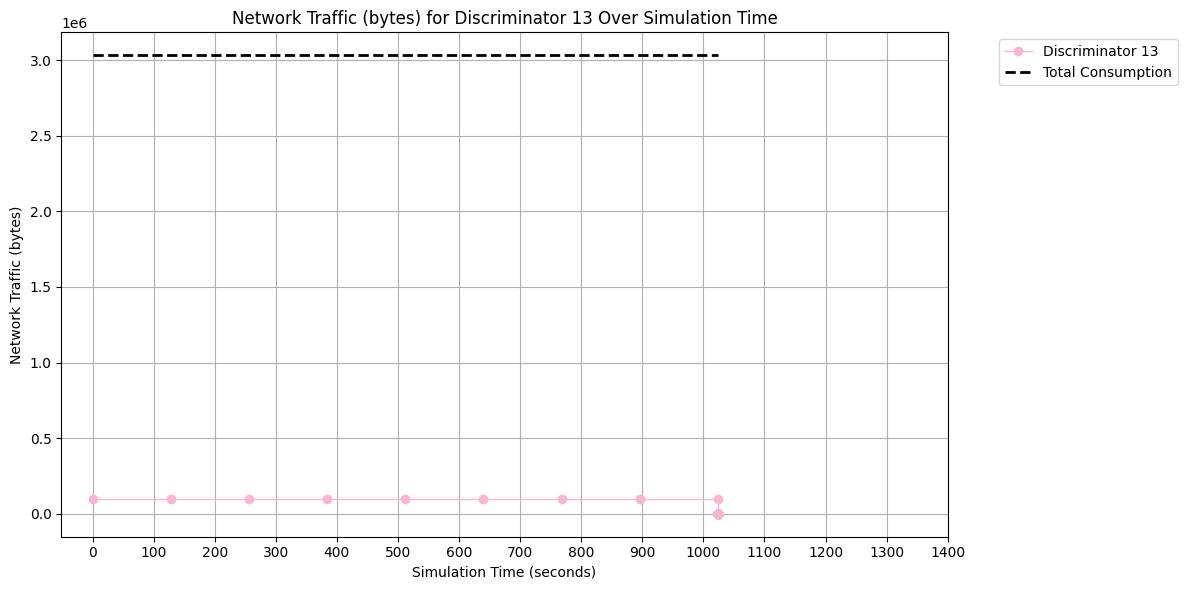 Network Traffic (bytes) for Discriminator 13 Over Simulation Time
1e6
3.0
2.5
2.0
1.5
1.0
0.5
0.0
Network Traffic (bytes)
0 100 200 300 400 500 600 700 800 900 1000 1100 1200 1300 1400
Simulation Time (seconds)
Discriminator 13
Total Consumption